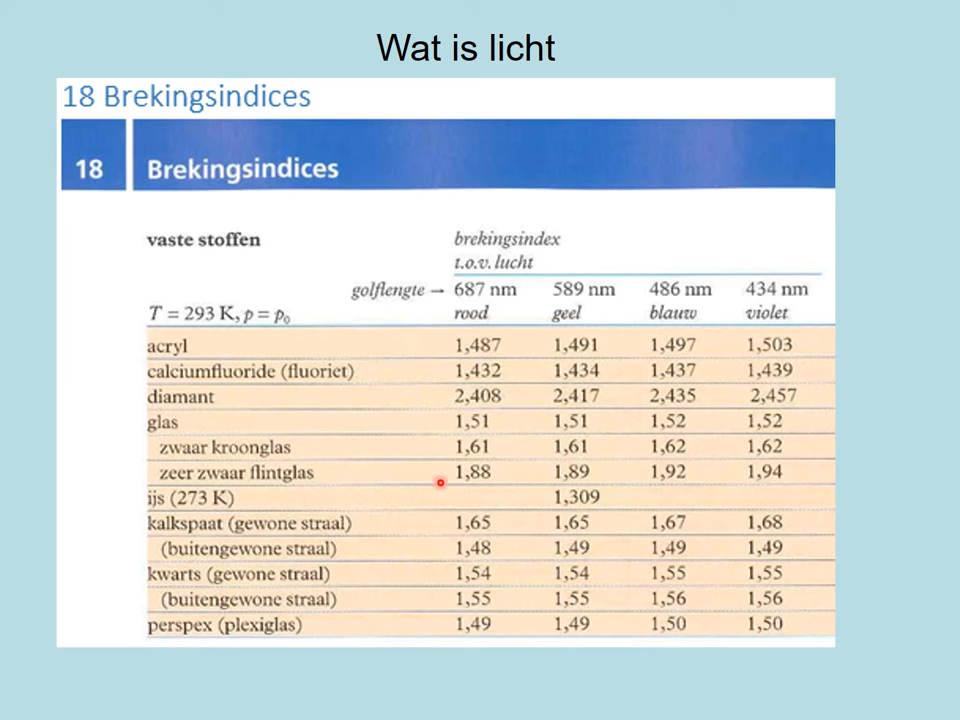 Wat is licht
18 Brekingsindices
18 Brekingsindices
vaste stoffen brekingsindex
t.o.v. lucht
golflengte → 687 nm 589 nm 486 nm 434 nm
T = 293 K, p = p₀ rood geel blauw violet
acryl 1,487 1,491 1,497 1,503
calciumfluoride (fluoriet) 1,432 1,434 1,437 1,439
diamant 2,408 2,417 2,435 2,457
glas 1,51 1,51 1,52 1,52
zwaar kroonglas 1,61 1,61 1,62 1,62
zeer zwaar flintglas 1,88 1,89 1,92 1,94
ijs (273 K) 1,309
kalkspaat (gewone straal) 1,65 1,65 1,67 1,68
(buitengewone straal) 1,48 1,49 1,49 1,49
kwarts (gewone straal) 1,54 1,54 1,55 1,55
(buitengewone straal) 1,55 1,55 1,56 1,56
perspex (plexiglas) 1,49 1,49 1,50 1,50